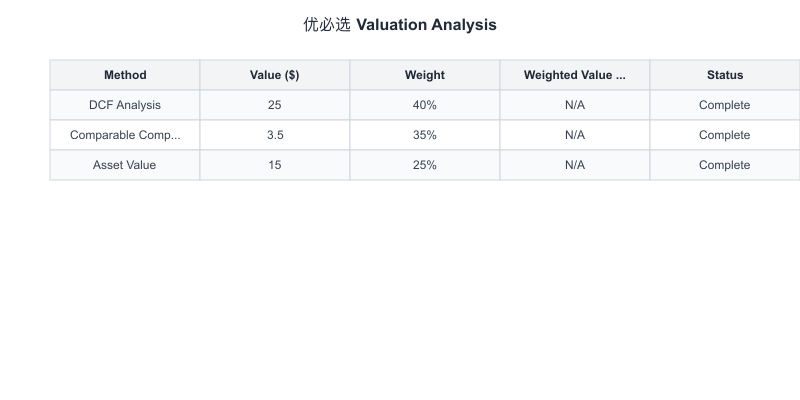 优必选 Valuation Analysis
Method Value ($) Weight Weighted Value ... Status
DCF Analysis 25 40% N/A Complete
Comparable Comp... 3.5 35% N/A Complete
Asset Value 15 25% N/A Complete